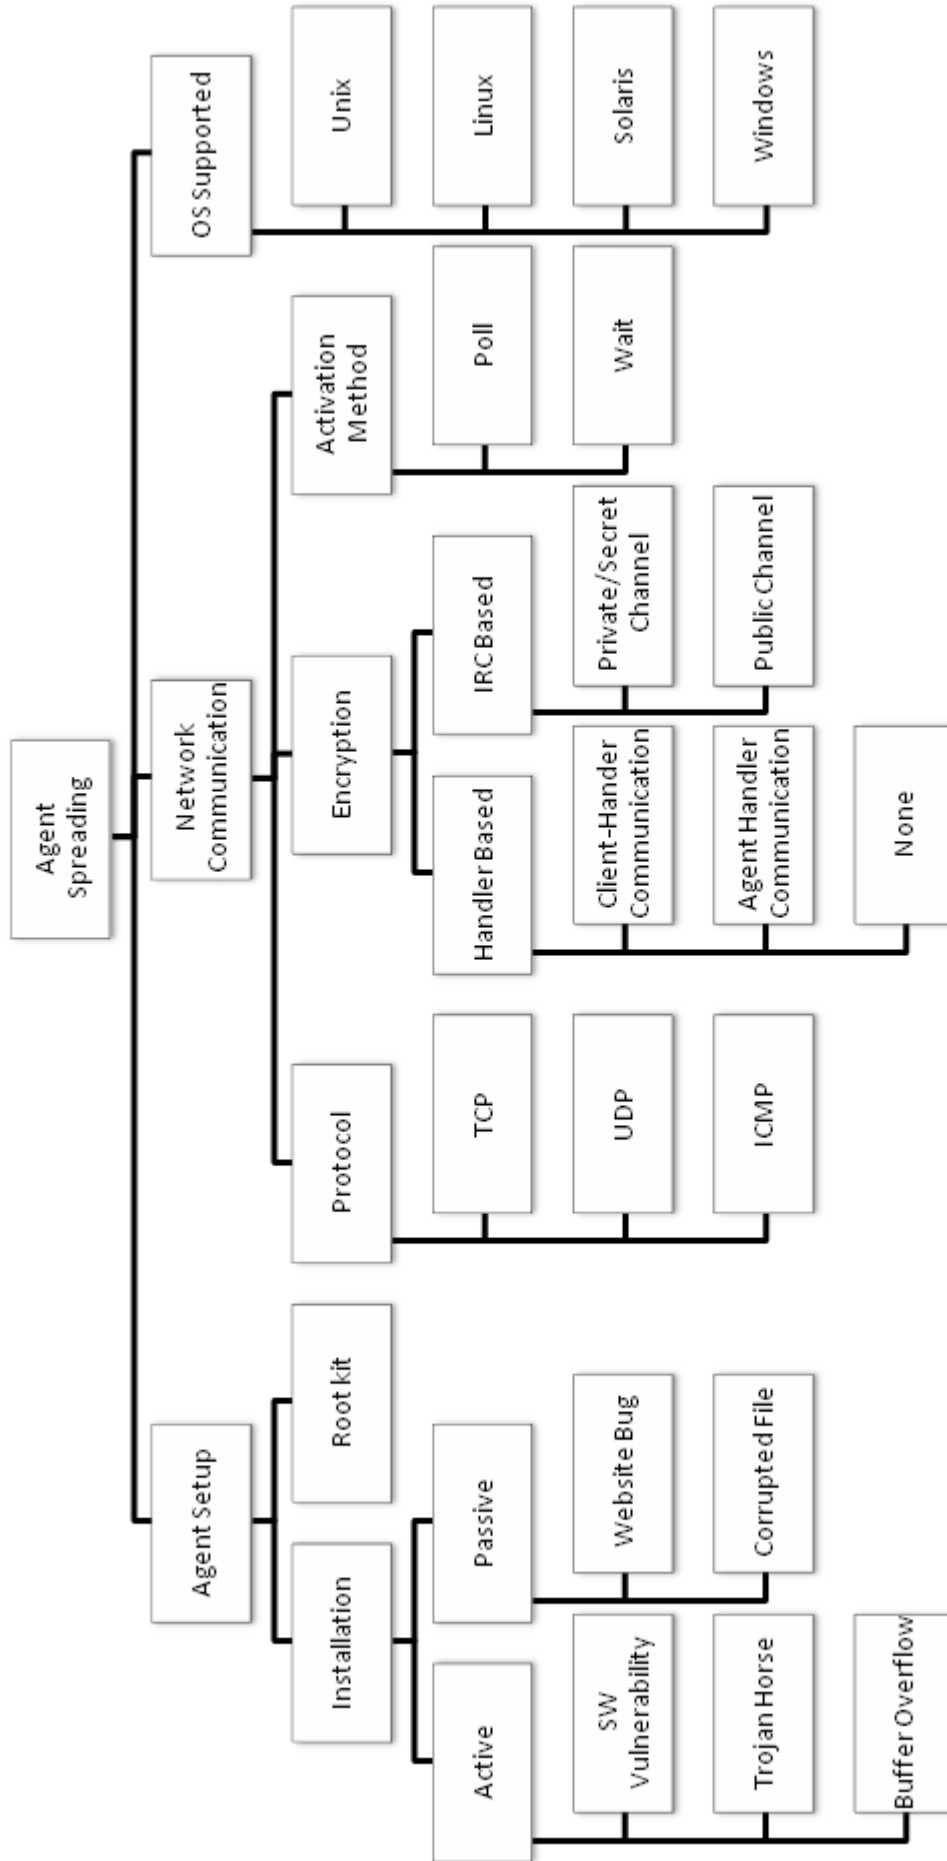 Agent
Spreading
Agent Setup
Network
Communication
OS Supported
Installation
Root kit
Protocol
Encryption
Activation
Method
Unix
Active
Passive
TCP
Handler Based
IRC Based
Poll
Linux
SW
Vulnerability
Website Bug
UDP
Client-Hander
Communication
Private/Secret
Channel
Wait
Solaris
Trojan Horse
Corrupted File
ICMP
Agent Handler
Communication
Public Channel
Windows
Buffer Overflow
None